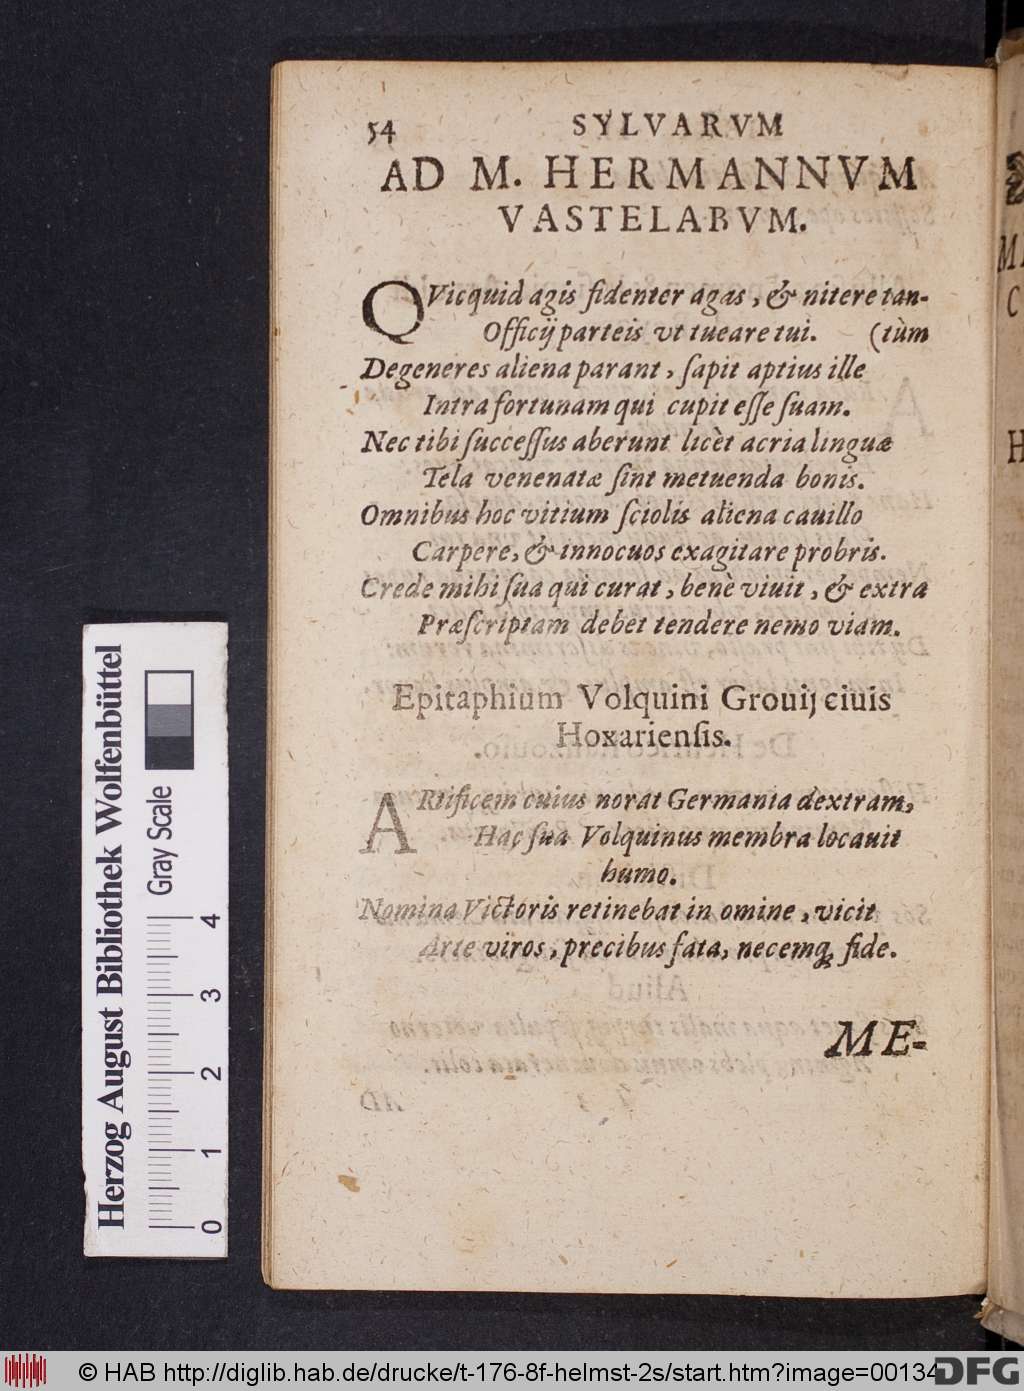 54 SYLVARVM
AD M. HERMANNVM
VASTELABVM.
QVicquid agis fidenter agas, & nitere tan-
Officij parteis vt tueare tui. (tùm
Degeneres aliena parant, ſapit aptius ille
Intra fortunam qui cupit eſſe ſuam.
Nec tibi ſucceſſus aberunt licèt acria linguæ
Tela venenatæ ſint metuenda bonis.
Omnibus hoc vitium ſciolis aliena cauillo
Carpere, & innocuos exagitare probris.
Crede mihi ſua qui curat, benè viuit, & extra
Præſcriptam debet tendere nemo viam.
Epitaphium Volquini Grouij ciuis
Hoxarienſis.
ARtificem cuius norat Germania dextram,
Hac ſua Volquinus membra locauit
humo.
Nomina Victoris retinebat in omine, vicit
Arte viros, precibus fata, necemq́; fide.
ME-
Herzog August Bibliothek Wolfenbüttel
Gray Scale
0 1 2 3 4
M
C
H
© HAB http://diglib.hab.de/drucke/t-176-8f-helmst-2s/start.htm?image=00134
DFG